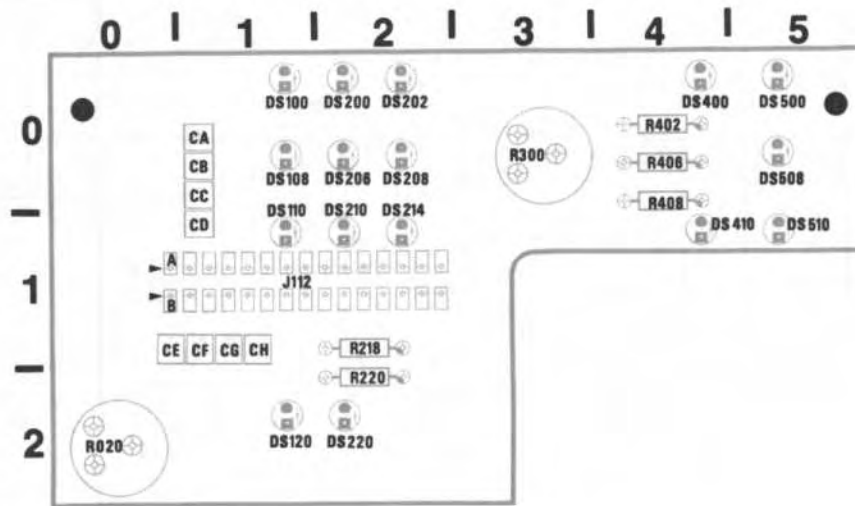 0 1 2 3 4 5
DS100 DS200 DS202 DS400 DS500
0
R402
CA
CB R300 R406
DS108 DS206 DS208 DS508
CC
R408
CD DS110 DS210 DS214 DS410 DS510
A
1 J112
B
CE CF CG CH R218
R220
2 R020 DS120 DS220